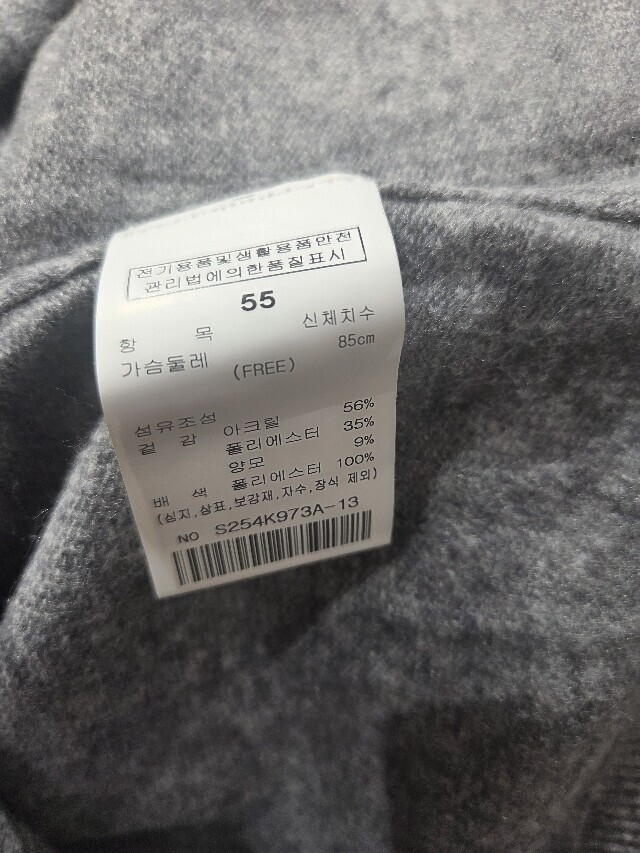 전기용품및생활용품안전
관리법에의한품질표시
55
항 목 신체치수
가슴둘레 (FREE) 85cm
섬유조성
겉 감 아크릴 56%
폴리에스터 35%
양모 9%
배 색 폴리에스터 100%
(심지,상표,보강재,자수,장식 제외)
NO S254K973A-13